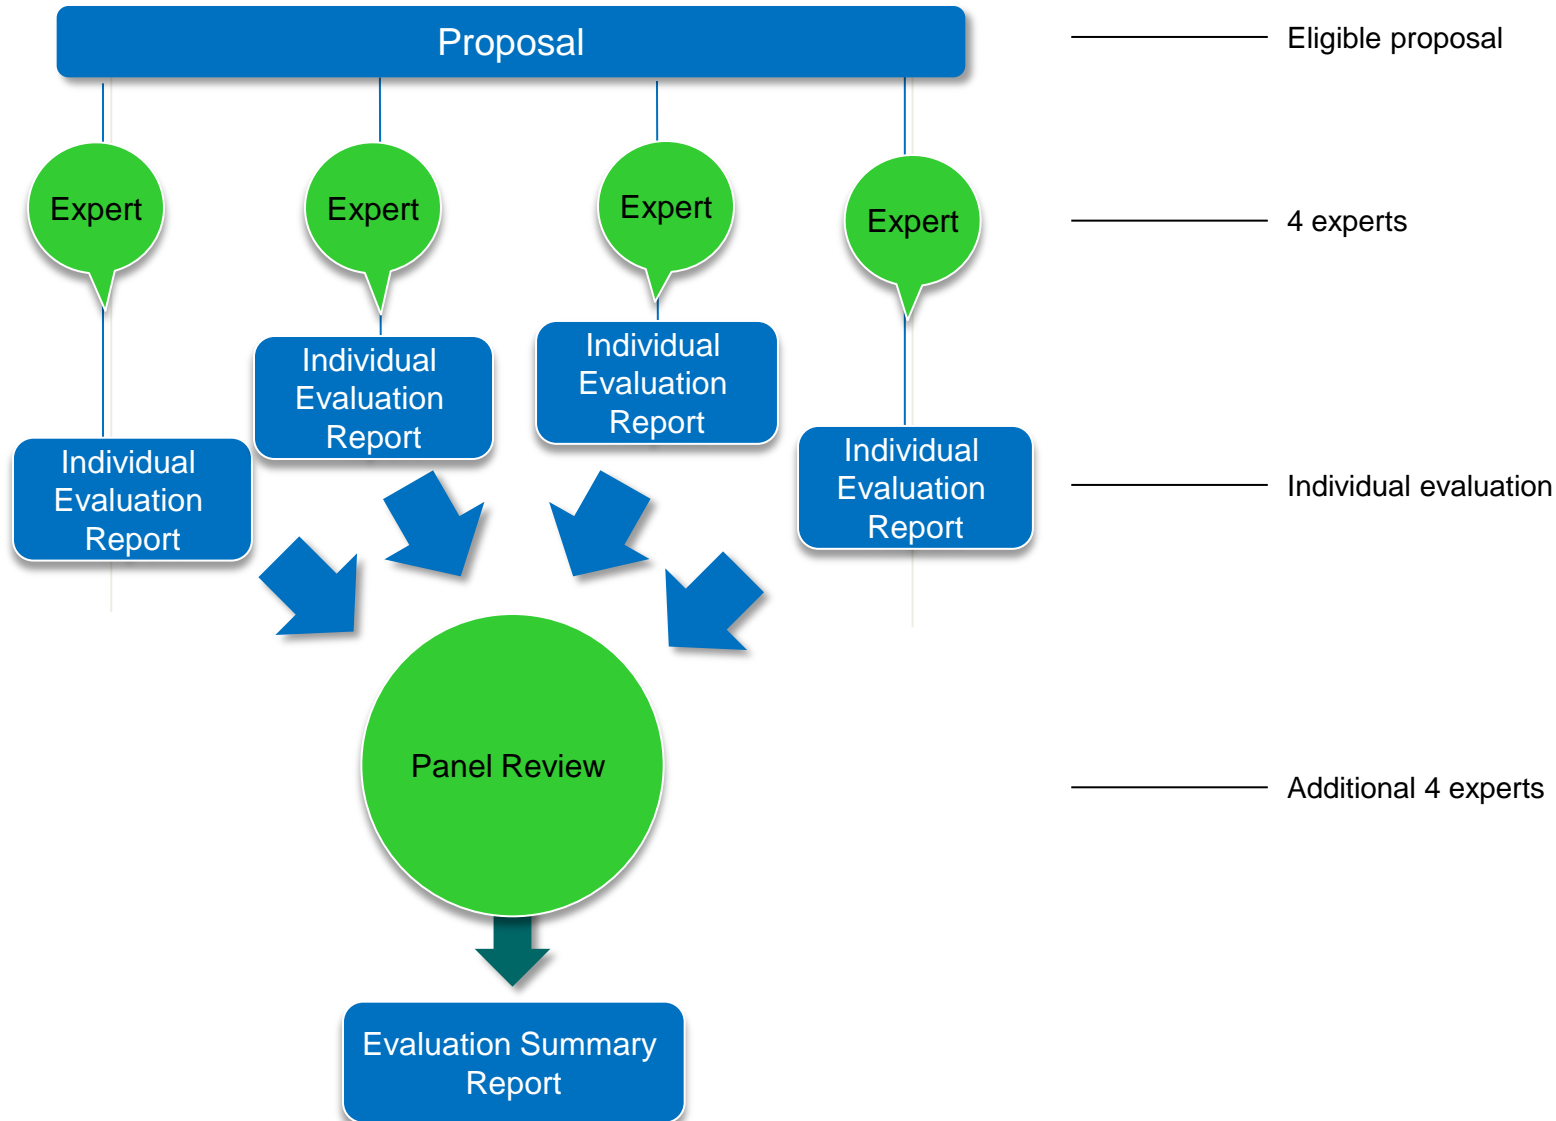 Proposal
Eligible proposal
Expert
Expert
Expert
Expert
4 experts
Individual
Evaluation
Report
Individual
Evaluation
Report
Individual
Evaluation
Report
Individual
Evaluation
Report
Individual evaluation
Panel Review
Additional 4 experts
Evaluation Summary
Report